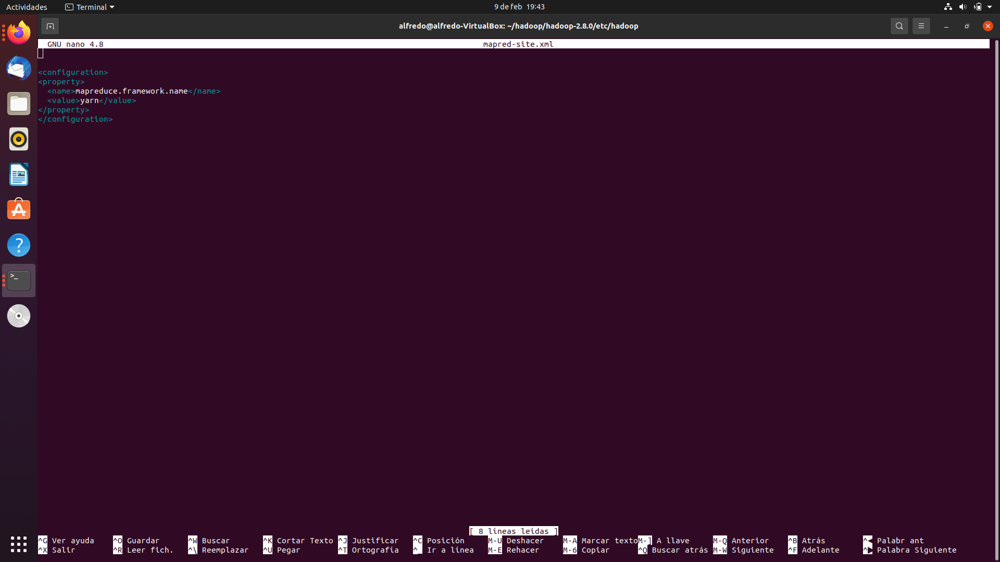 Actividades Terminal 9 de feb 19:43
alfredo@alfredo-VirtualBox: ~/hadoop/hadoop-2.8.0/etc/hadoop
GNU nano 4.8 mapred-site.xml
<configuration>
<property>
  <name>mapreduce.framework.name</name>
  <value>yarn</value>
</property>
</configuration>
[ 8 líneas leídas ]
^G Ver ayuda ^O Guardar ^W Buscar ^K Cortar Texto ^J Justificar ^C Posición M-U Deshacer M-A Marcar texto M-] A llave M-Q Anterior ^B Atrás ^◀ Palabr ant
^X Salir ^R Leer fich. ^\ Reemplazar ^U Pegar ^T Ortografía ^_ Ir a línea M-E Rehacer M-6 Copiar ^Q Buscar atrás M-W Siguiente ^F Adelante ^▶ Palabra Siguiente